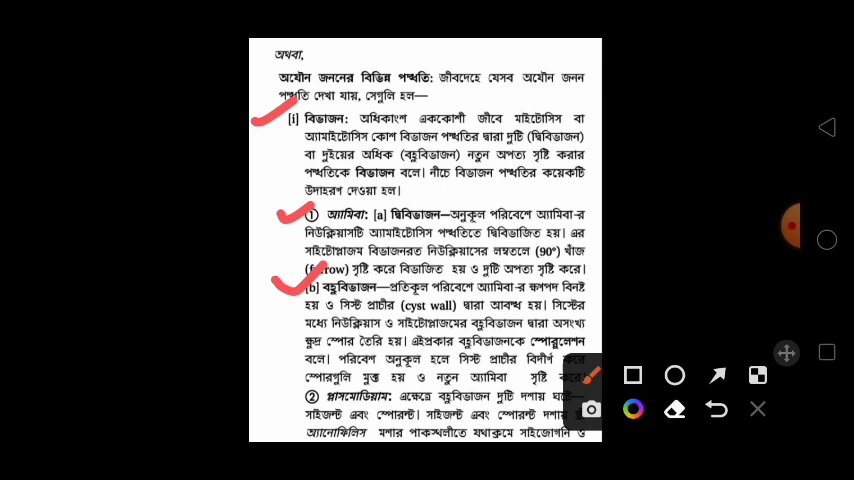 অথবা,
অযৌন জননের বিভিন্ন পদ্ধতি: জীবদেহে যেসব অযৌন জনন
পদ্ধতি দেখা যায়, সেগুলি হল—
[i] বিভাজন: অধিকাংশ এককোশী জীবে মাইটোসিস বা
অ্যামাইটোসিস কোশ বিভাজন পদ্ধতির দ্বারা দুটি (দ্বিবিভাজন)
বা দুইয়ের অধিক (বহুবিভাজন) নতুন অপত্য সৃষ্টি করার
পদ্ধতিকে বিভাজন বলে। নীচে বিভাজন পদ্ধতির কয়েকটি
উদাহরণ দেওয়া হল।
① অ্যামিবা: [a] দ্বিবিভাজন—অনুকূল পরিবেশে অ্যামিবা-র
নিউক্লিয়াসটি অ্যামাইটোসিস পদ্ধতিতে দ্বিবিভাজিত হয়। এর
সাইটোপ্লাজম বিভাজনরত নিউক্লিয়াসের লম্বতলে (90°) খাঁজ
(furrow) সৃষ্টি করে বিভাজিত হয় ও দুটি অপত্য সৃষ্টি করে।
[b] বহুবিভাজন—প্রতিকূল পরিবেশে অ্যামিবা-র ক্ষণপদ বিনষ্ট
হয় ও সিস্ট প্রাচীর (cyst wall) দ্বারা আবদ্ধ হয়। সিস্টের
মধ্যে নিউক্লিয়াস ও সাইটোপ্লাজমের বহুবিভাজন দ্বারা অসংখ্য
ক্ষুদ্র স্পোর তৈরি হয়। এইপ্রকার বহুবিভাজনকে স্পোরুলেশন
বলে। পরিবেশ অনুকূল হলে সিস্ট প্রাচীর বিদীর্ণ করে
স্পোরগুলি মুক্ত হয় ও নতুন অ্যামিবা সৃষ্টি করে।
② প্লাসমোডিয়াম: এক্ষেত্রে বহুবিভাজন দুটি দশায় ঘটে—
সাইজন্ট এবং স্পোরন্ট। সাইজন্ট এবং স্পোরন্ট দশায়
অ্যানোফিলিস মশার পাকস্থলীতে যথাক্রমে সাইজোগনি ও